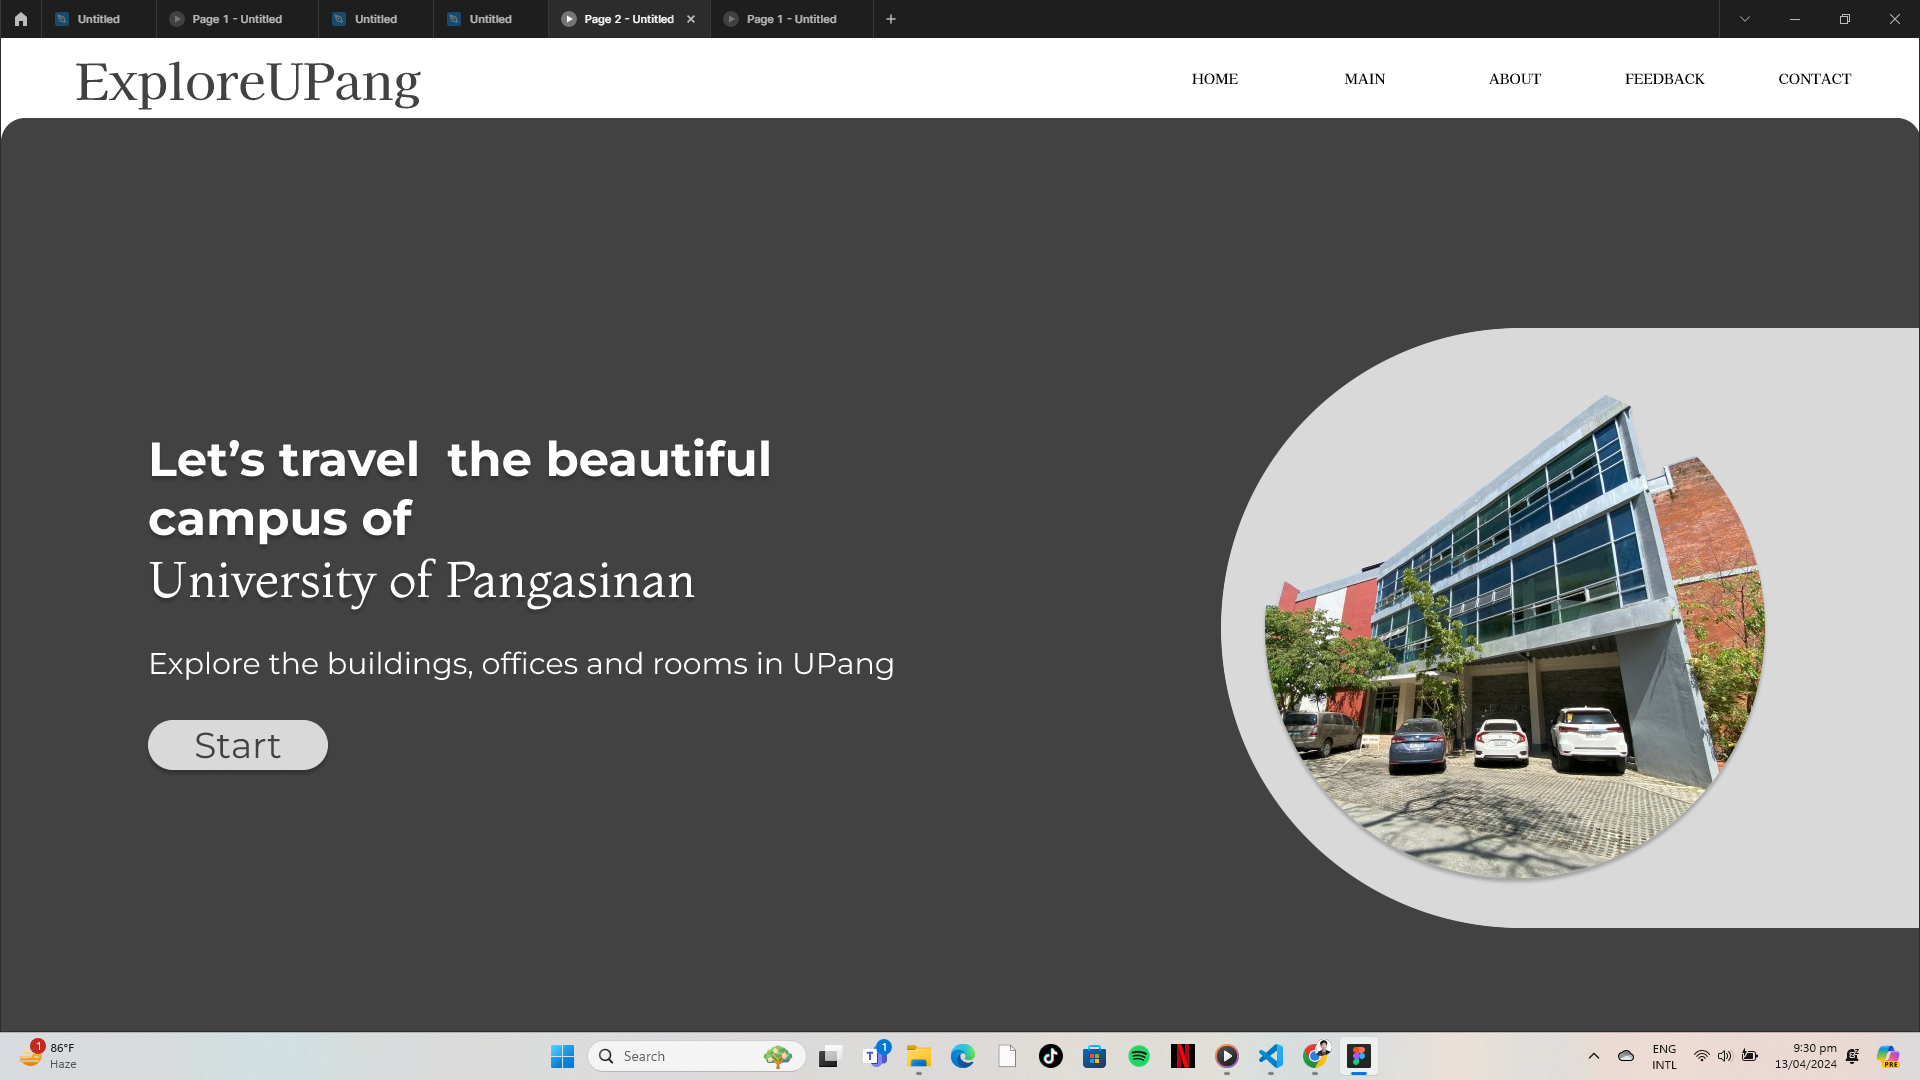 Untitled
Page 1 - Untitled
Untitled
Untitled
Page 2 - Untitled
Page 1 - Untitled
ExploreUPang
HOME
MAIN
ABOUT
FEEDBACK
CONTACT
Let’s travel  the beautiful
campus of
University of Pangasinan
Explore the buildings, offices and rooms in UPang
Start
1
86°F
Haze
Search
1
ENG
INTL
9:30 pm
13/04/2024
PRE